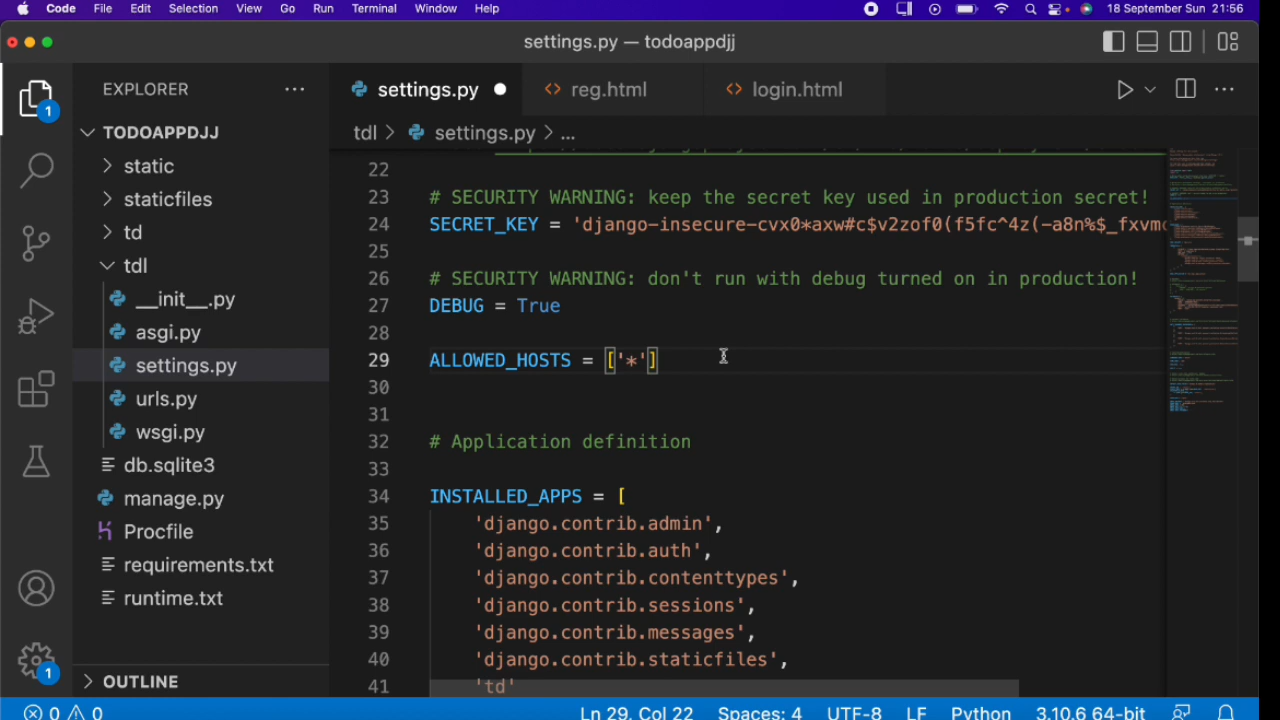 Code File Edit Selection View Go Run Terminal Window Help 18 September Sun 21:56
settings.py — todoappdjj
EXPLORER ...
settings.py reg.html login.html
TODOAPPDJJ
tdl > settings.py > ...
static
staticfiles
td
tdl
__init__.py
asgi.py
settings.py
urls.py
wsgi.py
db.sqlite3
manage.py
Procfile
requirements.txt
runtime.txt
OUTLINE
1
1
22
23 # SECURITY WARNING: keep the secret key used in production secret!
24 SECRET_KEY = 'django-insecure-cvx0*axw#c$v2zof0(f5fc^4z(-a8n%$_fxvm
25
26 # SECURITY WARNING: don't run with debug turned on in production!
27 DEBUG = True
28
29 ALLOWED_HOSTS = ['*']
30
31
32 # Application definition
33
34 INSTALLED_APPS = [
35 'django.contrib.admin',
36 'django.contrib.auth',
37 'django.contrib.contenttypes',
38 'django.contrib.sessions',
39 'django.contrib.messages',
40 'django.contrib.staticfiles',
41 'td'
0 0 Ln 29, Col 22 Spaces: 4 UTF-8 LF Python 3.10.6 64-bit